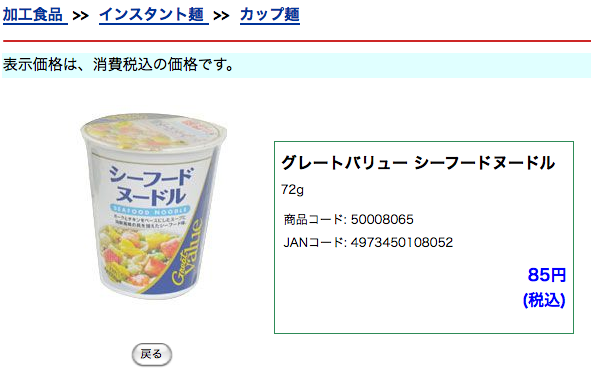 加工食品 >> インスタント麺 >> カップ麺
表示価格は、消費税込の価格です。
シーフード
ヌードル
SEAFOOD NOODLE
Great
Value
グレートバリュー シーフードヌードル
72g
商品コード: 50008065
JANコード: 4973450108052
85円
(税込)
戻る